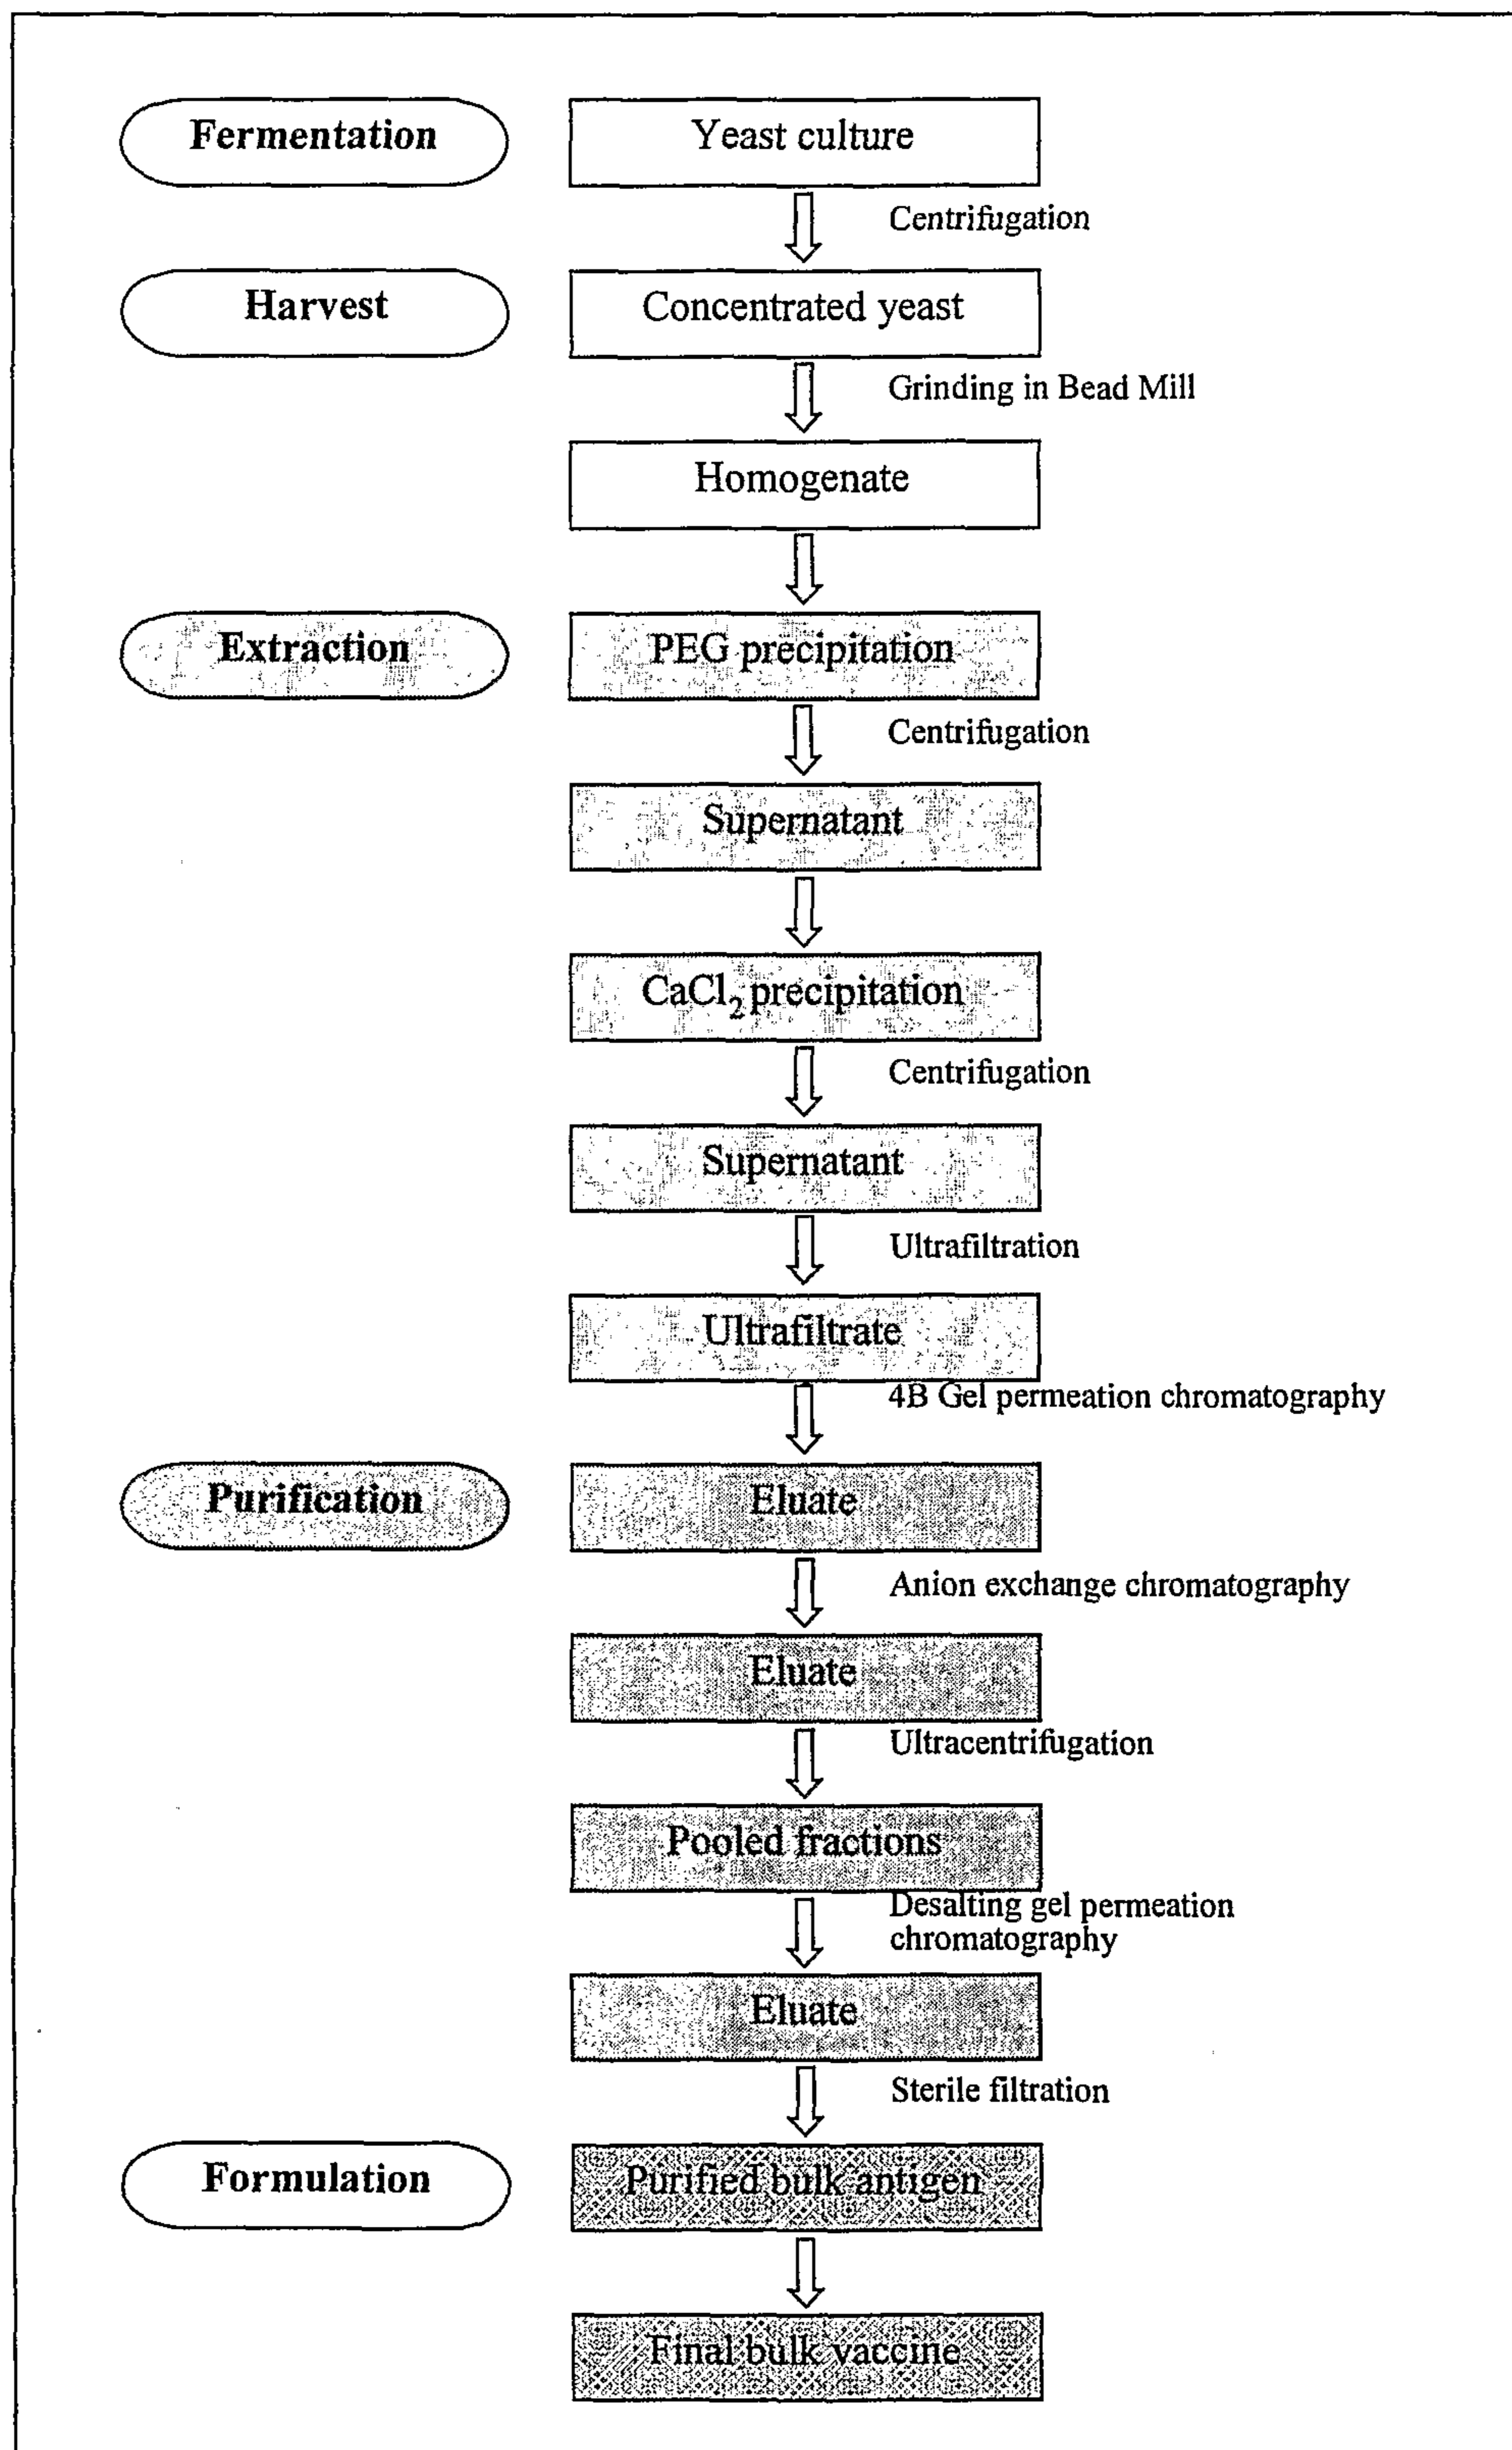 Fermentation
Yeast culture
Centrifugation
Harvest
Concentrated yeast
Grinding in Bead Mill
Homogenate
Extraction
PEG precipitation
Centrifugation
Supernatant
CaCl₂ precipitation
Centrifugation
Supernatant
Ultrafiltration
Ultrafiltrate
4B Gel permeation chromatography
Purification
Eluate
Anion exchange chromatography
Eluate
Ultracentrifugation
Pooled fractions
Desalting gel permeation
chromatography
Eluate
Sterile filtration
Formulation
Purified bulk antigen
Final bulk vaccine